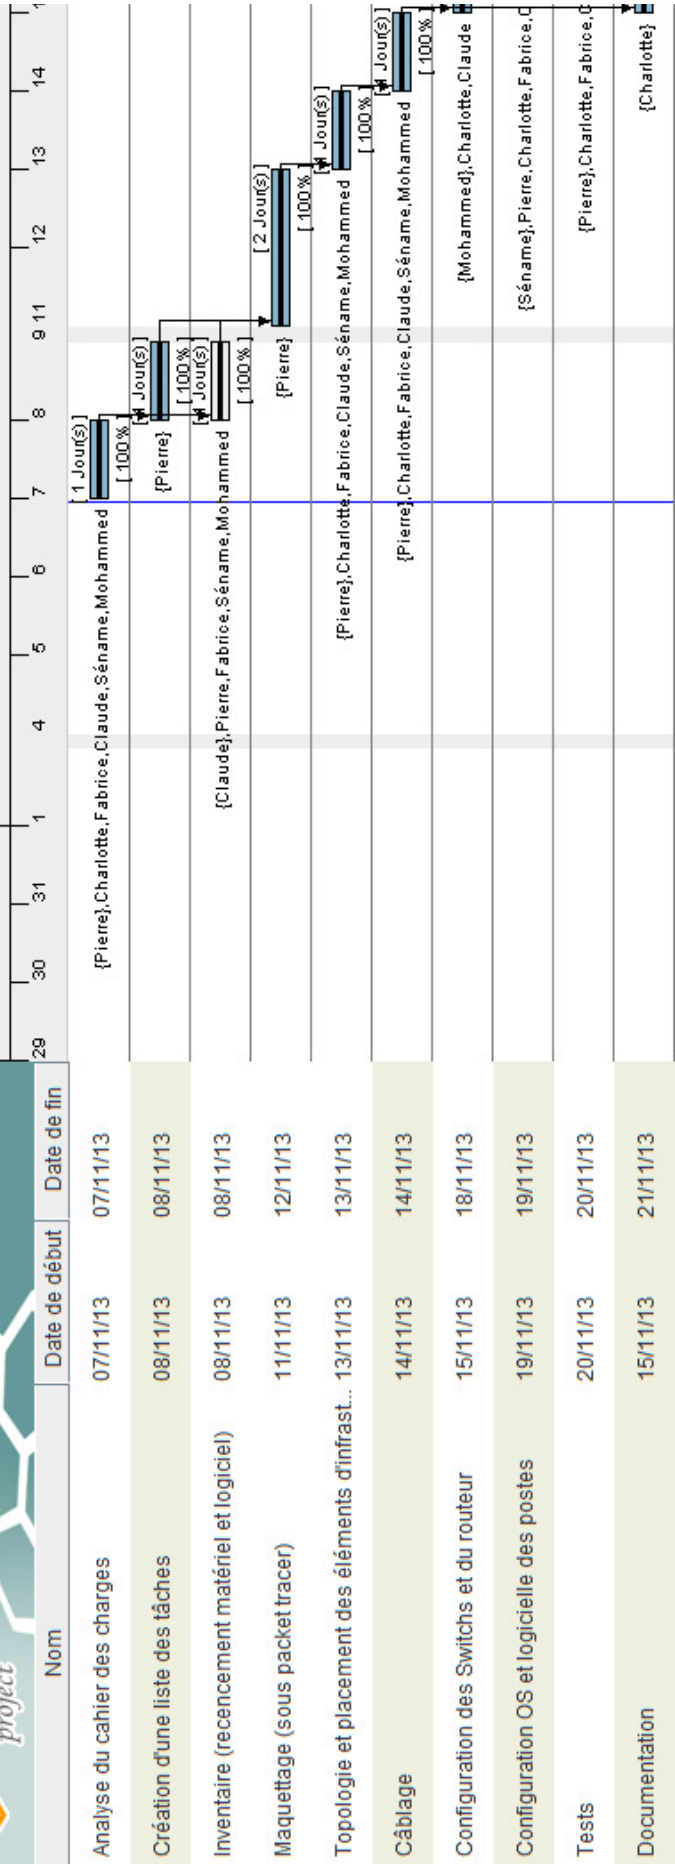 project
Nom Date de début Date de fin
29 30 31 1 4 5 6 7 8 9 11 12 13 14
Analyse du cahier des charges 07/11/13 07/11/13
{Pierre},Charlotte,Fabrice,Claude,Séname,Mohammed [ 100 % [ 1 Jour(s) ]
Création d'une liste des tâches 08/11/13 08/11/13
{Pierre} [ 100 % ] Jour(s) ]
Inventaire (recencement matériel et logiciel) 08/11/13 08/11/13
{Claude},Pierre,Fabrice,Séname,Mohammed [ 100 % ] Jour(s) ]
Maquettage (sous packet tracer) 11/11/13 12/11/13
{Pierre} [ 100 % ] [ 2 Jour(s) ]
Topologie et placement des éléments d'infrast... 13/11/13 13/11/13
{Pierre},Charlotte,Fabrice,Claude,Séname,Mohammed [ 100 % ] Jour(s) ]
Câblage 14/11/13 14/11/13
{Pierre},Charlotte,Fabrice,Claude,Séname,Mohammed [ 100 % ] Jour(s) ]
Configuration des Switchs et du routeur 15/11/13 18/11/13
{Mohammed},Charlotte,Claude
Configuration OS et logicielle des postes 19/11/13 19/11/13
{Séname},Pierre,Charlotte,Fabrice,
Tests 20/11/13 20/11/13
{Pierre},Charlotte,Fabrice,
Documentation 15/11/13 21/11/13
{Charlotte}